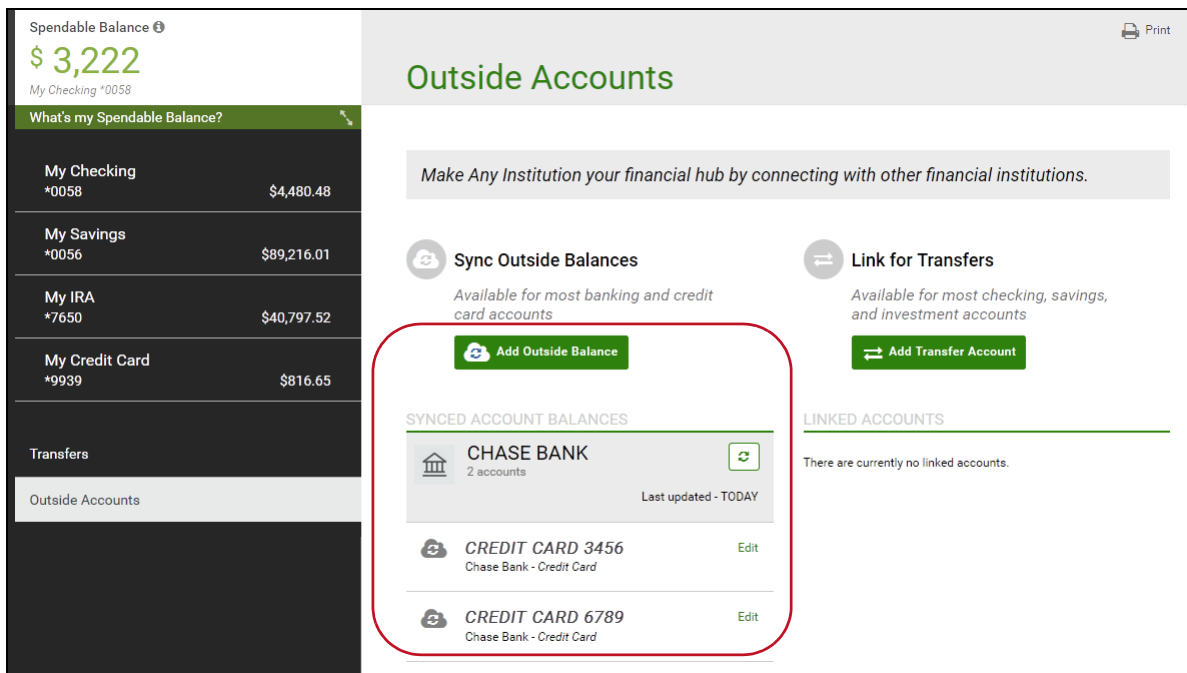 Spendable Balance
$ 3,222
My Checking *0058
What's my Spendable Balance?
My Checking
*0058 $4,480.48
My Savings
*0056 $89,216.01
My IRA
*7650 $40,797.52
My Credit Card
*9939 $816.65
Transfers
Outside Accounts
Print
Outside Accounts
Make Any Institution your financial hub by connecting with other financial institutions.
Sync Outside Balances
Available for most banking and credit
card accounts
Add Outside Balance
SYNCED ACCOUNT BALANCES
CHASE BANK
2 accounts
Last updated - TODAY
CREDIT CARD 3456 Edit
Chase Bank - Credit Card
CREDIT CARD 6789 Edit
Chase Bank - Credit Card
Link for Transfers
Available for most checking, savings,
and investment accounts
Add Transfer Account
LINKED ACCOUNTS
There are currently no linked accounts.